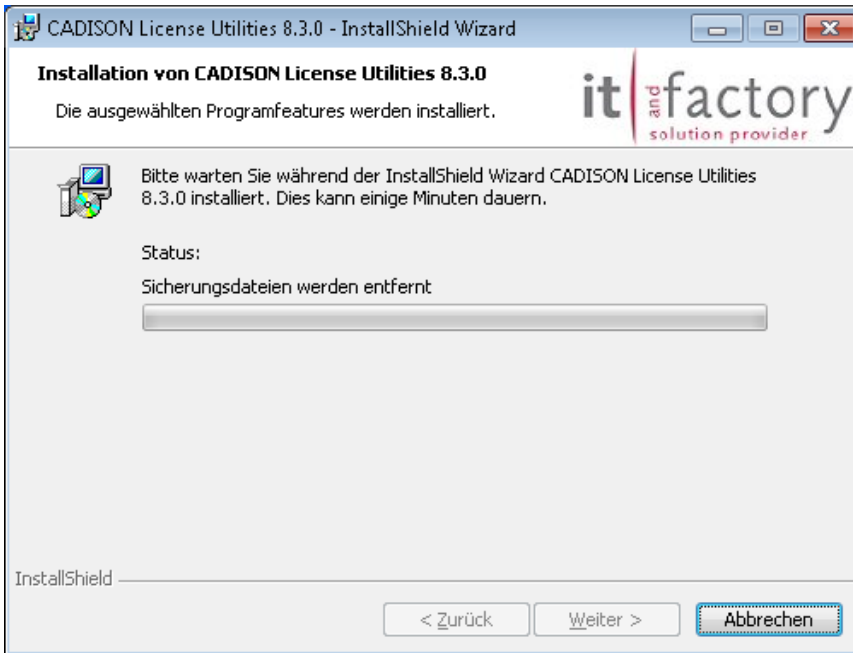 CADISON License Utilities 8.3.0 - InstallShield Wizard
Installation von CADISON License Utilities 8.3.0
Die ausgewählten Programfeatures werden installiert.
it and factory
solution provider
Bitte warten Sie während der InstallShield Wizard CADISON License Utilities
8.3.0 installiert. Dies kann einige Minuten dauern.
Status:
Sicherungsdateien werden entfernt
InstallShield
< Zurück
Weiter >
Abbrechen